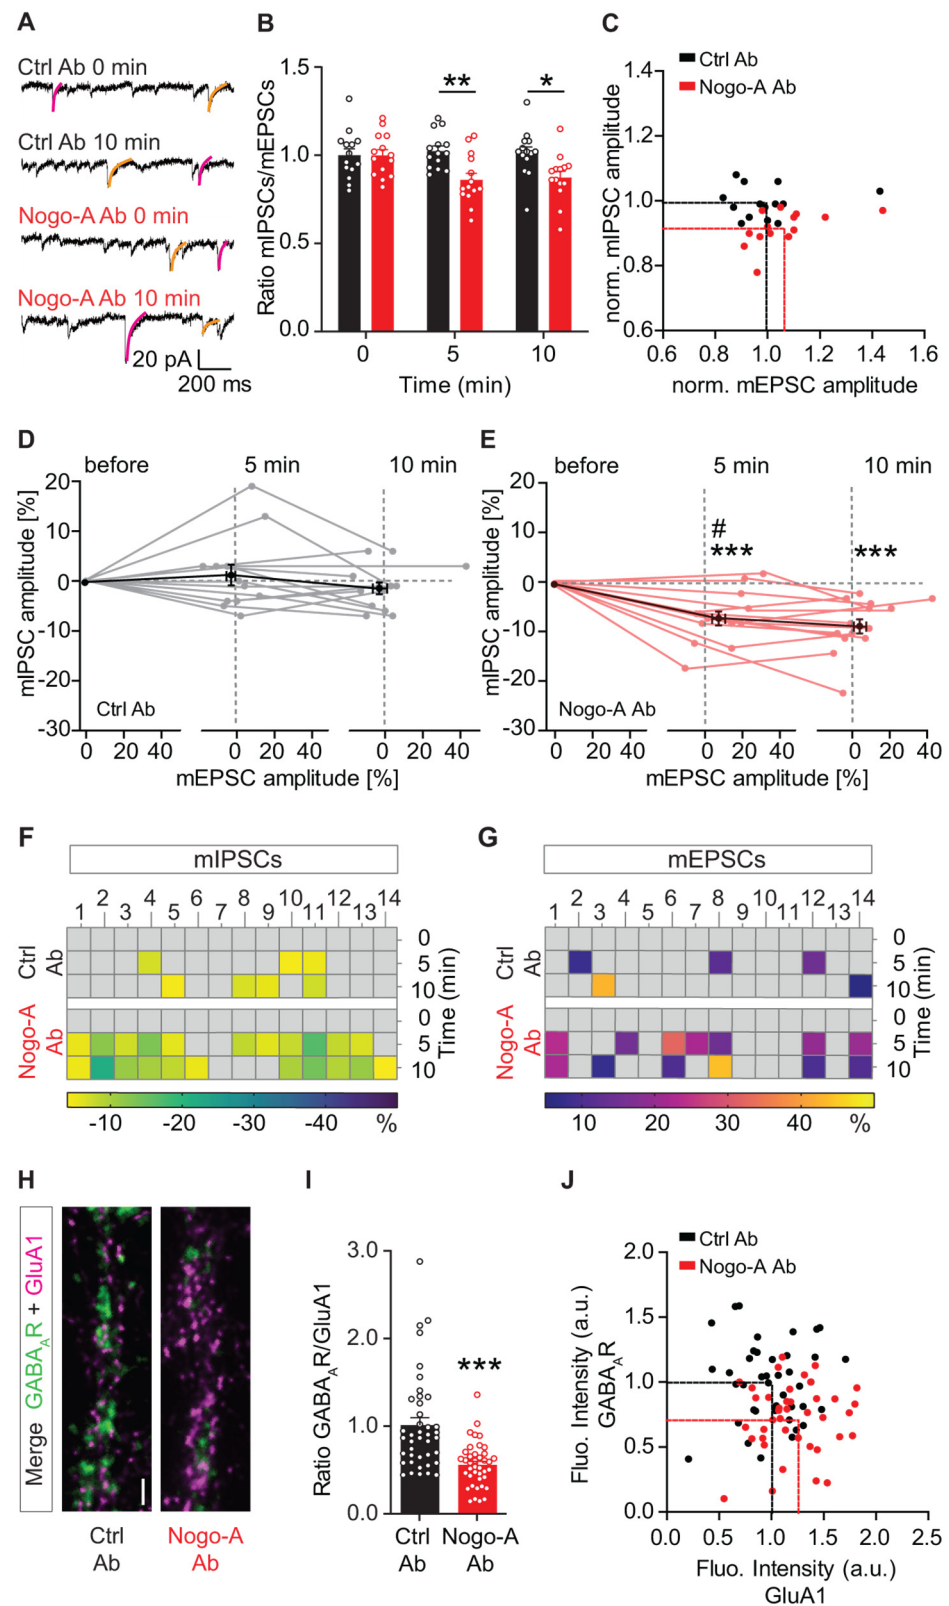 A
Ctrl Ab 0 min
Ctrl Ab 10 min
Nogo-A Ab 0 min
Nogo-A Ab 10 min
20 pA
200 ms
B
Ratio mIPSCs/mEPSCs
1.5
1.0
0.5
0.0
**
*
0 5 10
Time (min)
C
Ctrl Ab
Nogo-A Ab
norm. mIPSC amplitude
1.4
1.2
1.0
0.8
0.6
0.6 0.8 1.0 1.2 1.4 1.6
norm. mEPSC amplitude
D
before 5 min 10 min
mIPSC amplitude [%]
20
10
0
-10
-20
-30
Ctrl Ab
0 20 40 0 20 40 0 20 40
mEPSC amplitude [%]
E
before 5 min 10 min
mIPSC amplitude [%]
20
10
0
-10
-20
-30
#
***
***
Nogo-A Ab
0 20 40 0 20 40 0 20 40
mEPSC amplitude [%]
F
mIPSCs
2 4 6 8 10 12 14
1 3 5 7 9 11 13
Ctrl
Ab
Nogo-A
Ab
0
5
10
0
5
10
Time (min)
-10 -20 -30 -40 %
G
mEPSCs
2 4 6 8 10 12 14
1 3 5 7 9 11 13
Ctrl
Ab
Nogo-A
Ab
0
5
10
0
5
10
Time (min)
10 20 30 40 %
H
Merge GABA_AR + GluA1
Ctrl
Ab
Nogo-A
Ab
I
Ratio GABA_AR/GluA1
3.0
2.0
1.0
0.0
***
Ctrl
Ab
Nogo-A
Ab
J
Ctrl Ab
Nogo-A Ab
Fluo. Intensity (a.u.)
GABA_AR
2.0
1.5
1.0
0.5
0.0
0.0 0.5 1.0 1.5 2.0 2.5
Fluo. Intensity (a.u.)
GluA1